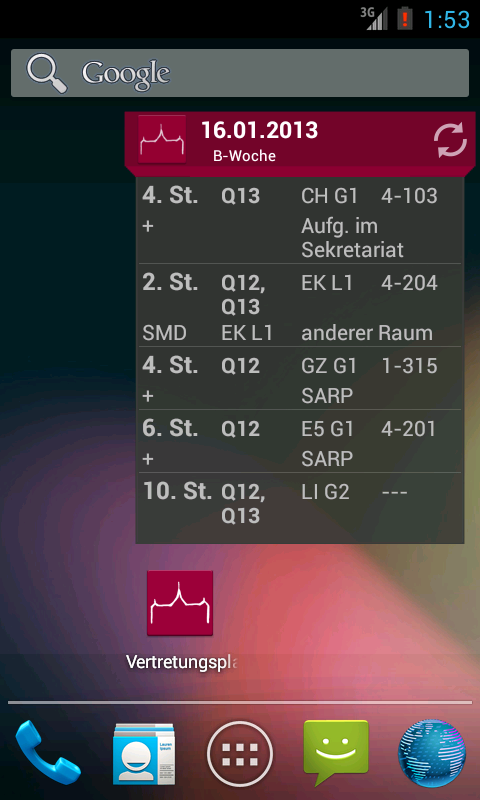 3G
1:53
Google
16.01.2013
B-Woche
4. St. Q13 CH G1 4-103
+ Aufg. im
Sekretariat
2. St. Q12, EK L1 4-204
Q13
SMD EK L1 anderer Raum
4. St. Q12 GZ G1 1-315
+ SARP
6. St. Q12 E5 G1 4-201
+ SARP
10. St. Q12, LI G2 ---
Q13
Vertretungspla